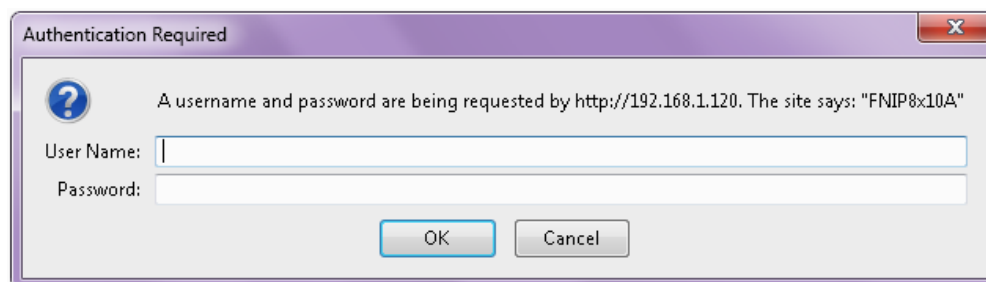 Authentication Required
A username and password are being requested by http://192.168.1.120. The site says: "FNIP8x10A"
User Name:
Password:
OK Cancel